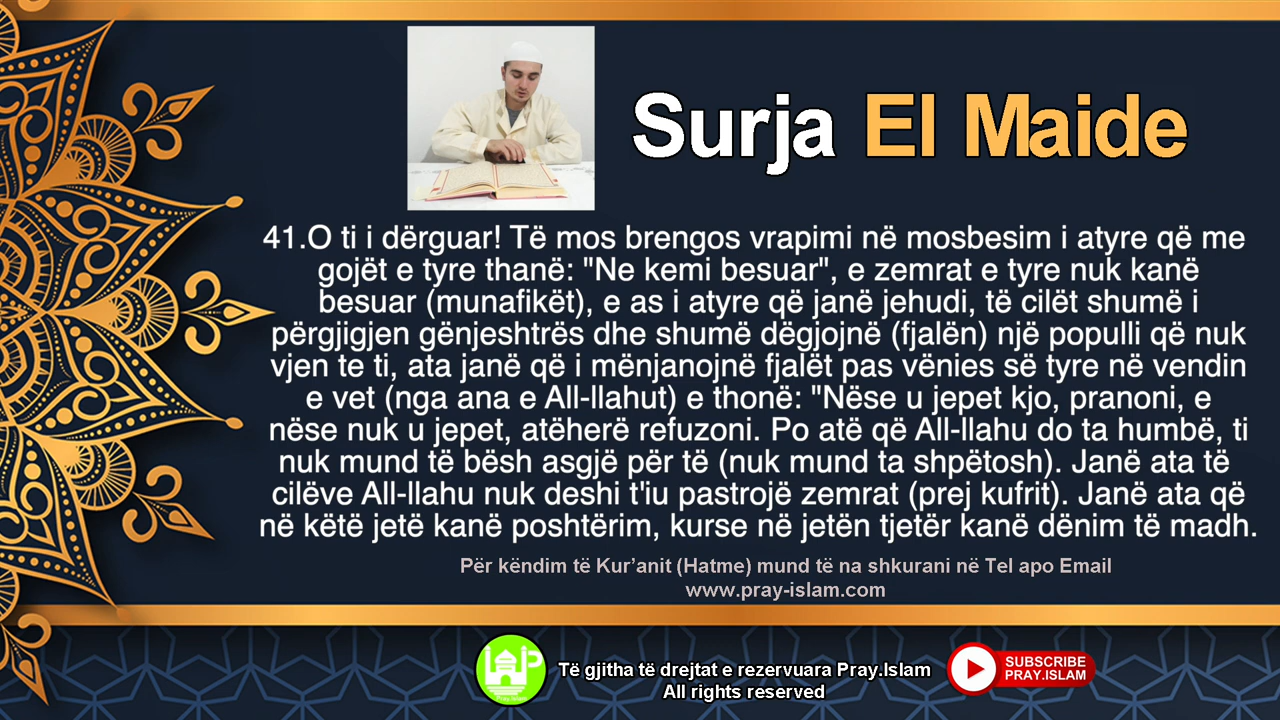 Surja El Maide
41.O ti i dërguar! Të mos brengos vrapimi në mosbesim i atyre që me
gojët e tyre thanë: "Ne kemi besuar", e zemrat e tyre nuk kanë
besuar (munafikët), e as i atyre që janë jehudi, të cilët shumë i
përgjigjen gënjeshtrës dhe shumë dëgjojnë (fjalën) një populli që nuk
vjen te ti, ata janë që i mënjanojnë fjalët pas vënies së tyre në vendin
e vet (nga ana e All-llahut) e thonë: "Nëse u jepet kjo, pranoni, e
nëse nuk u jepet, atëherë refuzoni. Po atë që All-llahu do ta humbë, ti
nuk mund të bësh asgjë për të (nuk mund ta shpëtosh). Janë ata të
cilëve All-llahu nuk deshi t'iu pastrojë zemrat (prej kufrit). Janë ata që
në këtë jetë kanë poshtërim, kurse në jetën tjetër kanë dënim të madh.
Për këndim të Kur’anit (Hatme) mund të na shkurani në Tel apo Email
www.pray-islam.com
Pray Islam
Të gjitha të drejtat e rezervuara Pray.Islam
All rights reserved
SUBSCRIBE
PRAY.ISLAM